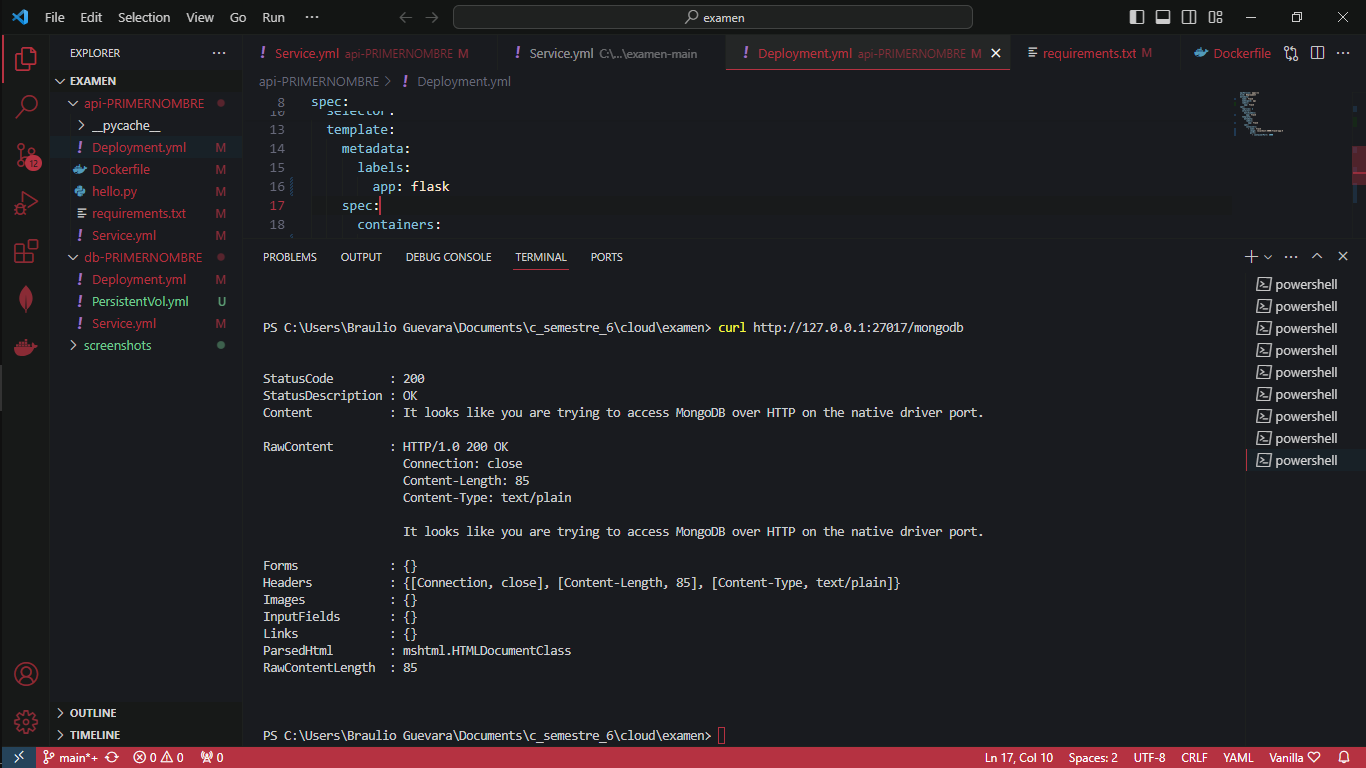 File Edit Selection View Go Run ··· examen
EXPLORER ···
EXAMEN
api-PRIMERNOMBRE
__pycache__
Deployment.yml M
Dockerfile M
hello.py M
requirements.txt M
Service.yml M
db-PRIMERNOMBRE
Deployment.yml M
PersistentVol.yml U
Service.yml M
screenshots
OUTLINE
TIMELINE
12
Service.yml api-PRIMERNOMBRE M
Service.yml C:\...\examen-main
Deployment.yml api-PRIMERNOMBRE M
requirements.txt M
Dockerfile
api-PRIMERNOMBRE > Deployment.yml
8 spec:
10 selector:
13 template:
14 metadata:
15 labels:
16 app: flask
17 spec:
18 containers:
PROBLEMS OUTPUT DEBUG CONSOLE TERMINAL PORTS
PS C:\Users\Braulio Guevara\Documents\c_semestre_6\cloud\examen> curl http://127.0.0.1:27017/mongodb
StatusCode : 200
StatusDescription : OK
Content : It looks like you are trying to access MongoDB over HTTP on the native driver port.
RawContent : HTTP/1.0 200 OK
Connection: close
Content-Length: 85
Content-Type: text/plain
It looks like you are trying to access MongoDB over HTTP on the native driver port.
Forms : {}
Headers : {[Connection, close], [Content-Length, 85], [Content-Type, text/plain]}
Images : {}
InputFields : {}
Links : {}
ParsedHtml : mshtml.HTMLDocumentClass
RawContentLength : 85
PS C:\Users\Braulio Guevara\Documents\c_semestre_6\cloud\examen>
powershell
powershell
powershell
powershell
powershell
powershell
powershell
powershell
powershell
main*+ 0 0 0 Ln 17, Col 10 Spaces: 2 UTF-8 CRLF YAML Vanilla